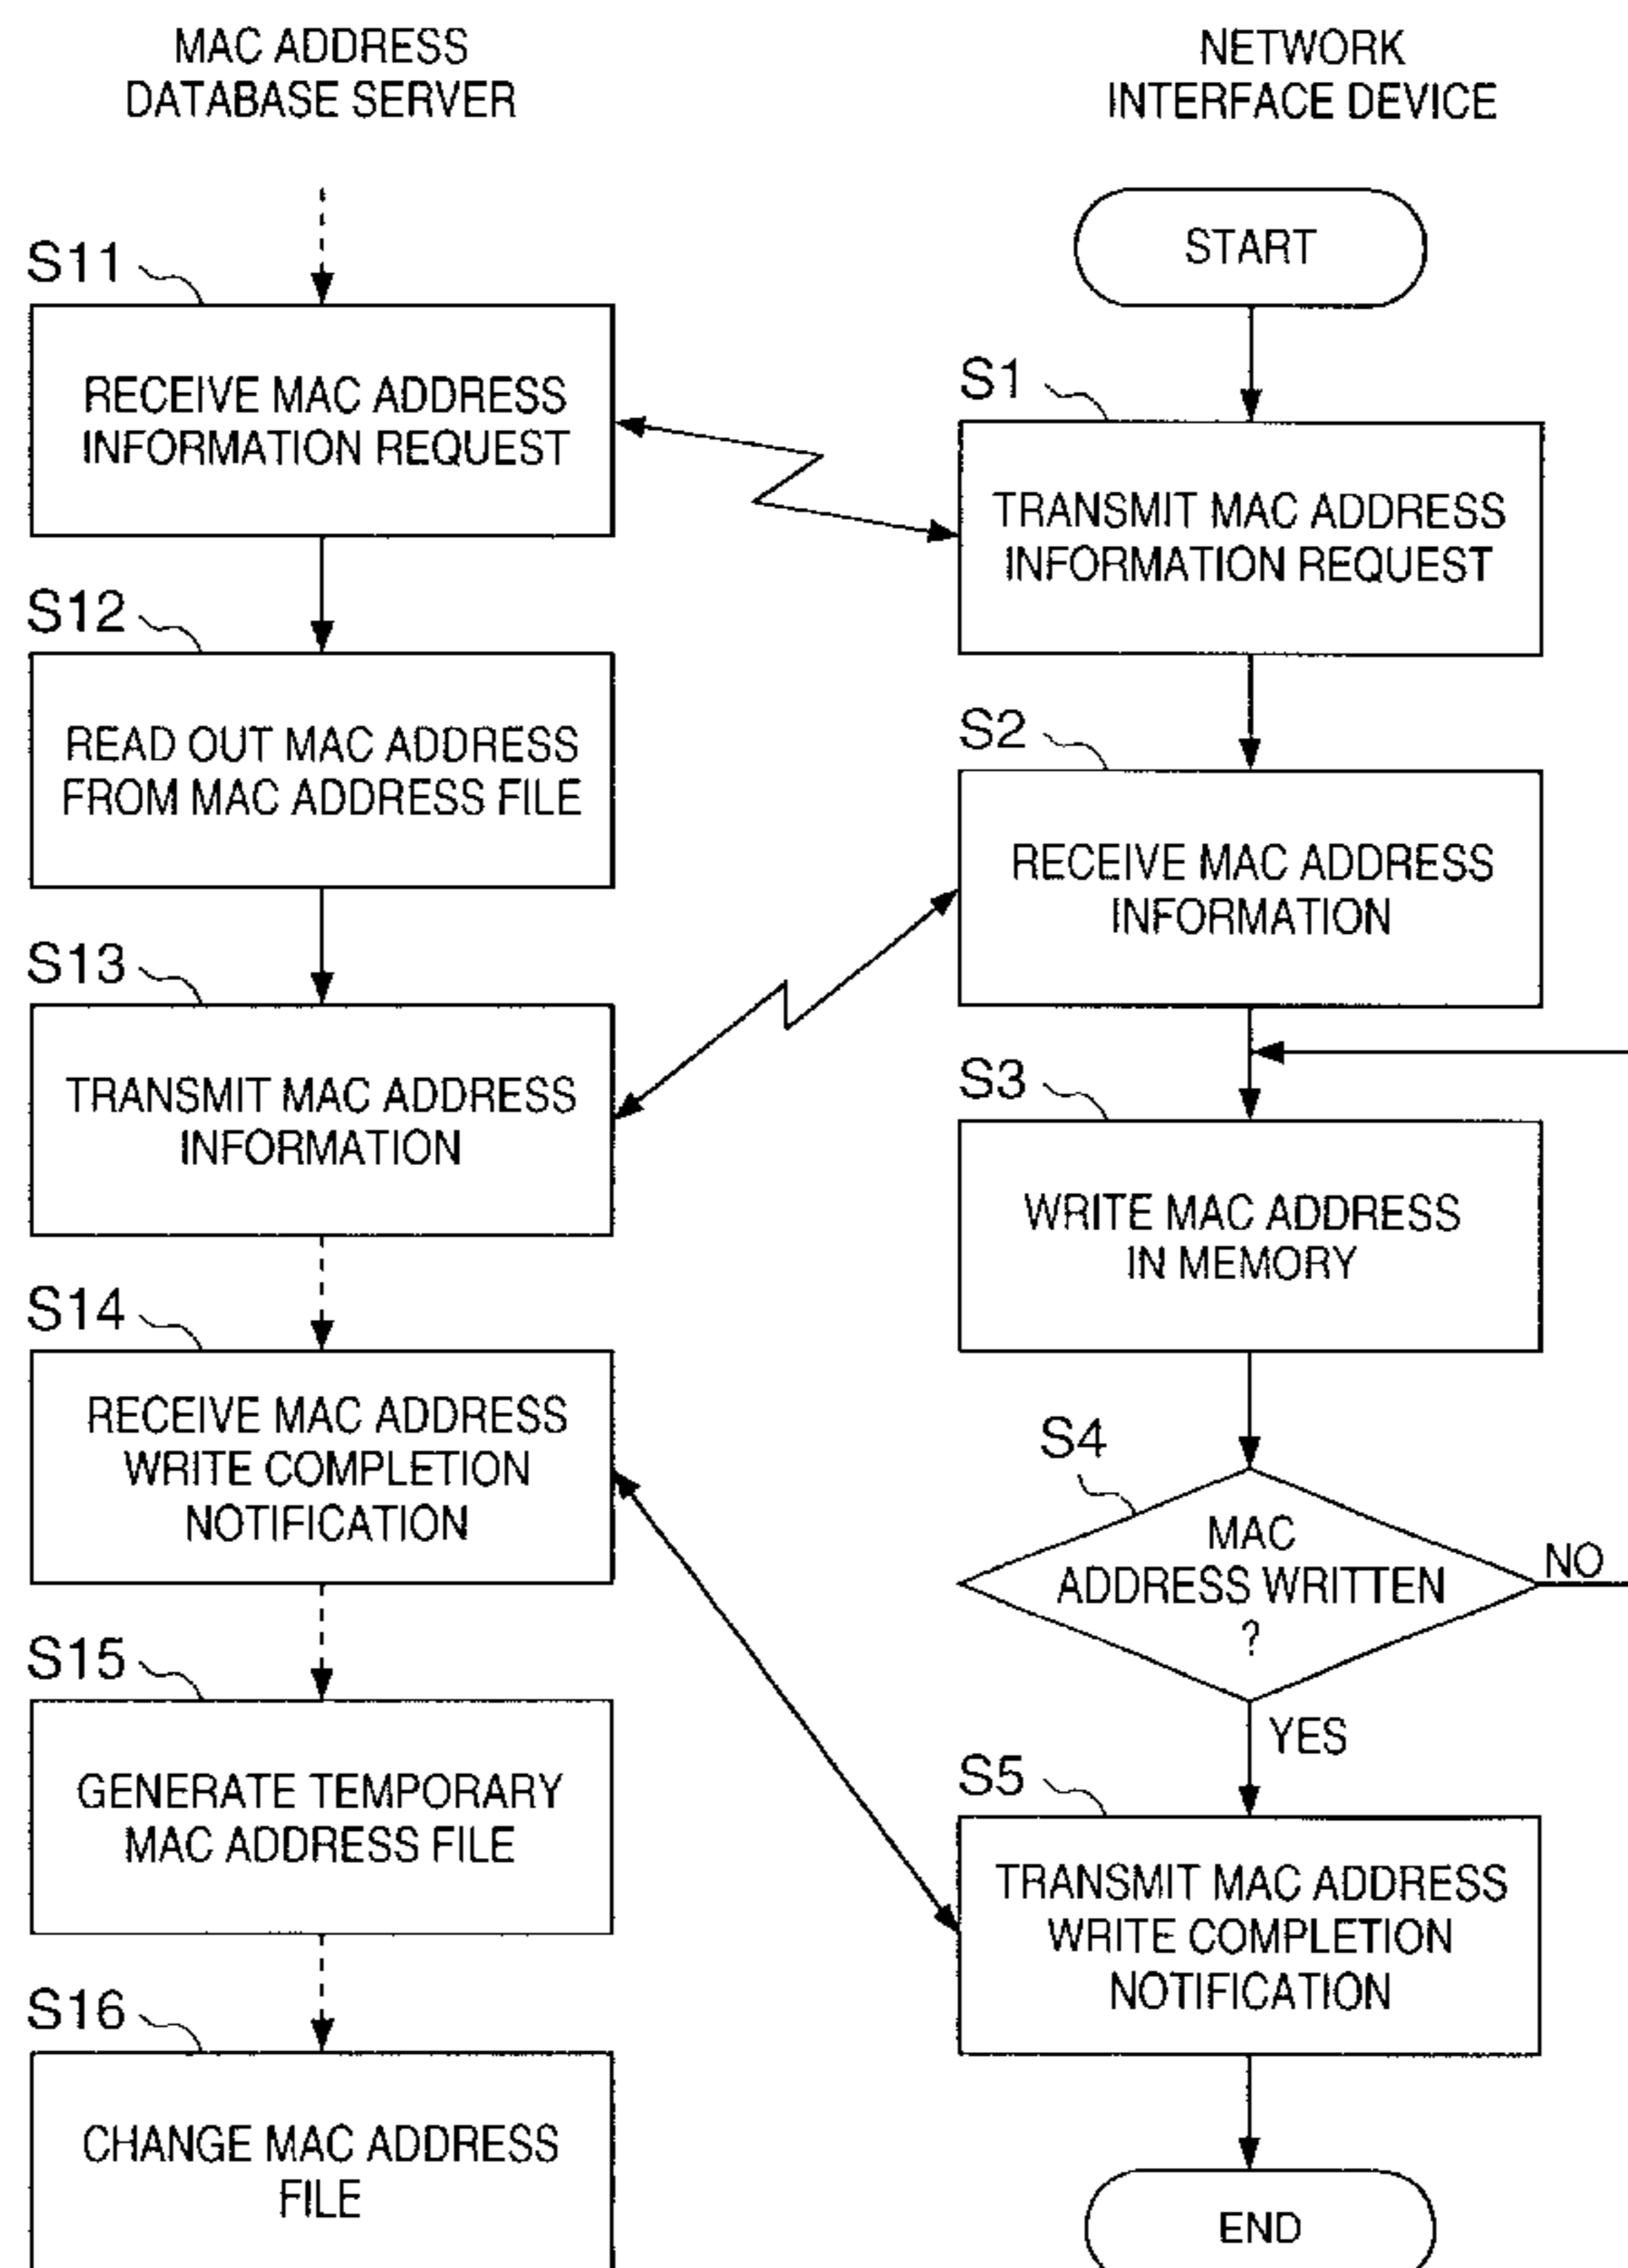 MAC ADDRESS
DATABASE SERVER
S11
RECEIVE MAC ADDRESS
INFORMATION REQUEST
S12
READ OUT MAC ADDRESS
FROM MAC ADDRESS FILE
S13
TRANSMIT MAC ADDRESS
INFORMATION
S14
RECEIVE MAC ADDRESS
WRITE COMPLETION
NOTIFICATION
S15
GENERATE TEMPORARY
MAC ADDRESS FILE
S16
CHANGE MAC ADDRESS
FILE
NETWORK
INTERFACE DEVICE
START
S1
TRANSMIT MAC ADDRESS
INFORMATION REQUEST
S2
RECEIVE MAC ADDRESS
INFORMATION
S3
WRITE MAC ADDRESS
IN MEMORY
S4
MAC
ADDRESS WRITTEN
?
NO
YES
S5
TRANSMIT MAC ADDRESS
WRITE COMPLETION
NOTIFICATION
END